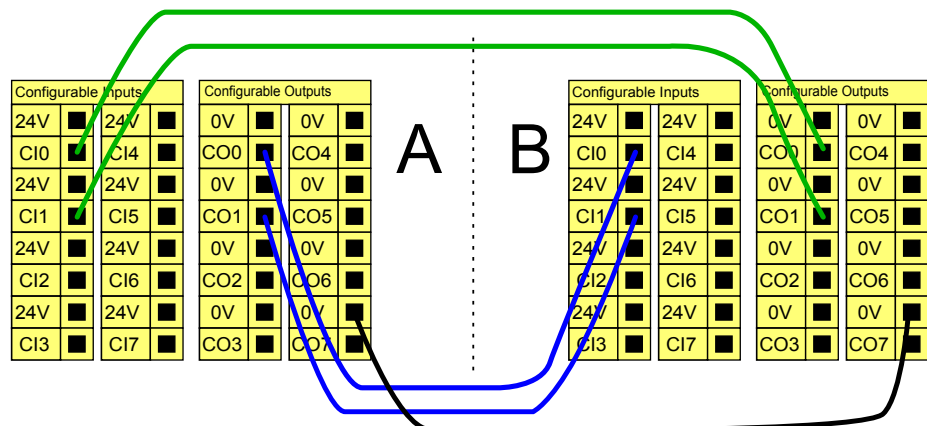 Configurable Inputs
24V 24V
CI0 CI4
24V 24V
CI1 CI5
24V 24V
CI2 CI6
24V 24V
CI3 CI7
Configurable Outputs
0V 0V
CO0 CO4
0V 0V
CO1 CO5
0V 0V
CO2 CO6
0V 0V
CO3 CO7
A
B
Configurable Inputs
24V 24V
CI0 CI4
24V 24V
CI1 CI5
24V 24V
CI2 CI6
24V 24V
CI3 CI7
Configurable Outputs
0V 0V
CO0 CO4
0V 0V
CO1 CO5
0V 0V
CO2 CO6
0V 0V
CO3 CO7